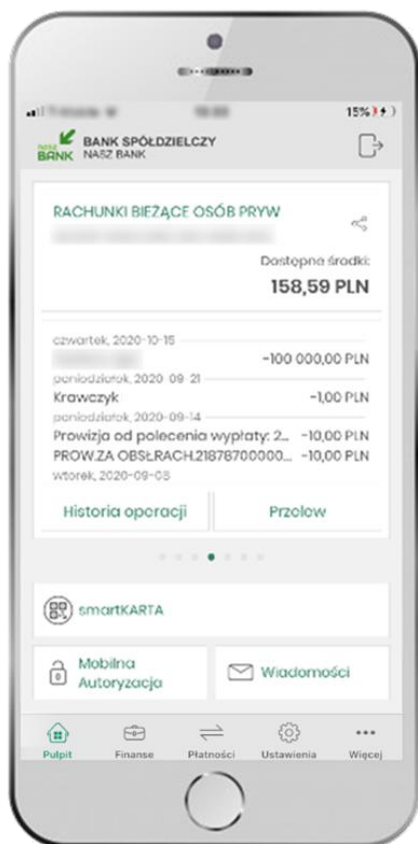 15%
nasz BANK
BANK SPÓŁDZIELCZY
NASZ BANK
RACHUNKI BIEŻĄCE OSÓB PRYW
Dostępne środki:
158,59 PLN
czwartek, 2020-10-15
-100 000,00 PLN
poniedziałek, 2020-09-21
Krawczyk -1,00 PLN
poniedziałek, 2020-09-14
Prowizja od polecenia wypłaty: 2... -10,00 PLN
PROW.ZA OBSŁ.RACH.21878700000... -10,00 PLN
wtorek, 2020-09-08
Historia operacji Przelew
smartKARTA
Mobilna Autoryzacja
Wiadomości
Pulpit Finanse Płatności Ustawienia Więcej